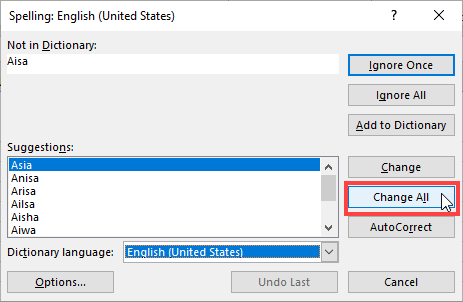 Spelling: English (United States)
Not in Dictionary:
Aisa
Ignore Once
Ignore All
Add to Dictionary
Suggestions:
Asia
Anisa
Arisa
Ailsa
Aisha
Aiwa
Change
Change All
AutoCorrect
Dictionary language: English (United States)
Options... Undo Last Cancel